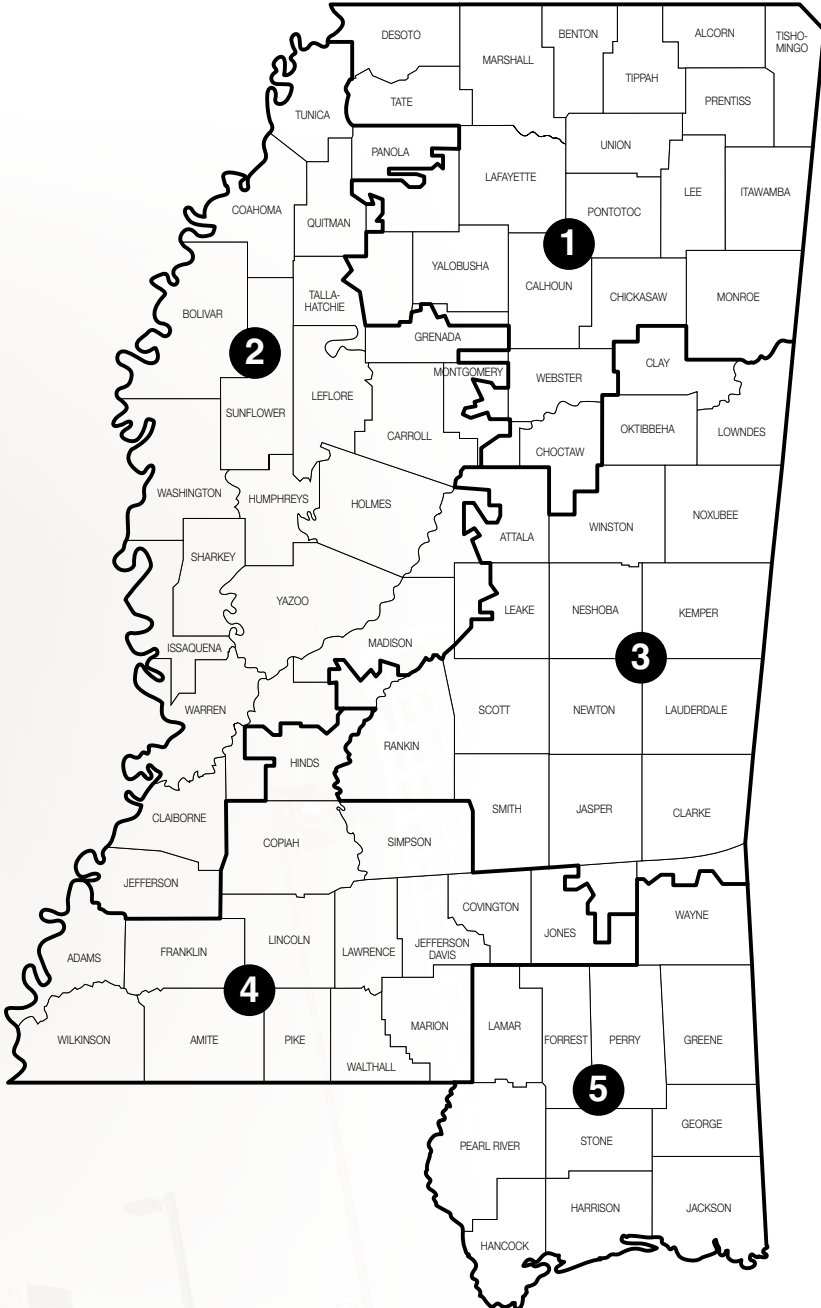 DESOTO
MARSHALL
BENTON
ALCORN
TISHO-
MINGO
TIPPAH
TATE
PRENTISS
TUNICA
PANOLA
UNION
LAFAYETTE
LEE
ITAWAMBA
COAHOMA
QUITMAN
PONTOTOC
1
YALOBUSHA
CALHOUN
CHICKASAW
MONROE
TALLA-
HATCHIE
BOLIVAR
2
GRENADA
MONTGOMERY
WEBSTER
CLAY
LEFLORE
SUNFLOWER
CARROLL
CHOCTAW
OKTIBBEHA
LOWNDES
WASHINGTON
HUMPHREYS
HOLMES
ATTALA
WINSTON
NOXUBEE
SHARKEY
YAZOO
LEAKE
NESHOBA
KEMPER
ISSAQUENA
MADISON
3
WARREN
SCOTT
NEWTON
LAUDERDALE
RANKIN
HINDS
CLAIBORNE
SMITH
JASPER
CLARKE
COPIAH
SIMPSON
JEFFERSON
COVINGTON
WAYNE
JONES
LINCOLN
LAWRENCE
JEFFERSON
DAVIS
ADAMS
FRANKLIN
4
WILKINSON
AMITE
PIKE
WALTHALL
MARION
LAMAR
FORREST
PERRY
GREENE
5
PEARL RIVER
STONE
GEORGE
HARRISON
JACKSON
HANCOCK